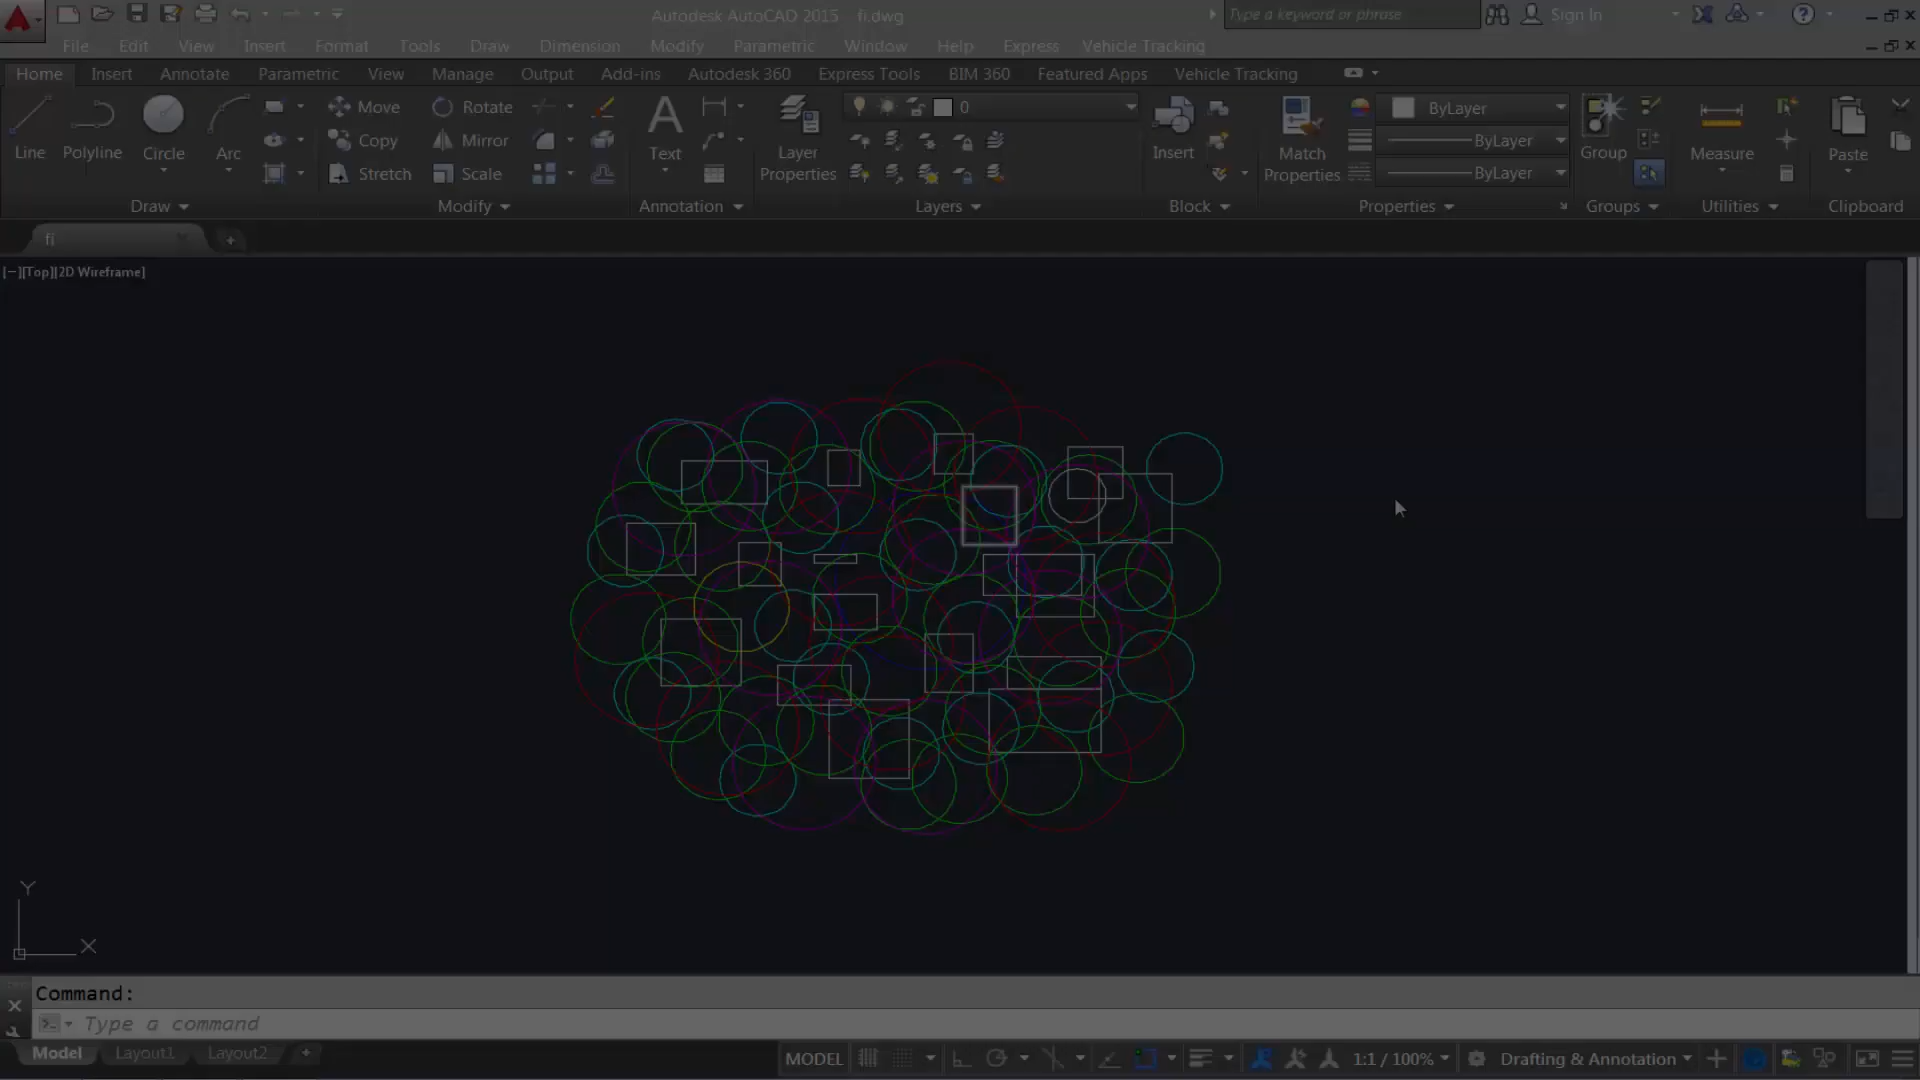 Autodesk AutoCAD 2015 fi.dwg
Type a keyword or phrase
Sign In
File Edit View Insert Format Tools Draw Dimension Modify Parametric Window Help Express Vehicle Tracking
Home Insert Annotate Parametric View Manage Output Add-ins Autodesk 360 Express Tools BIM 360 Featured Apps Vehicle Tracking
Line Polyline Circle Arc
Move Rotate
Copy Mirror
Stretch Scale
Text
Layer
Properties
0
Insert
Match
Properties
ByLayer
ByLayer
ByLayer
Group
Measure
Paste
Draw Modify Annotation Layers Block Properties Groups Utilities Clipboard
fi
[−][Top][2D Wireframe]
Y
X
Command:
Type a command
Model Layout1 Layout2
MODEL 1:1 / 100% Drafting & Annotation